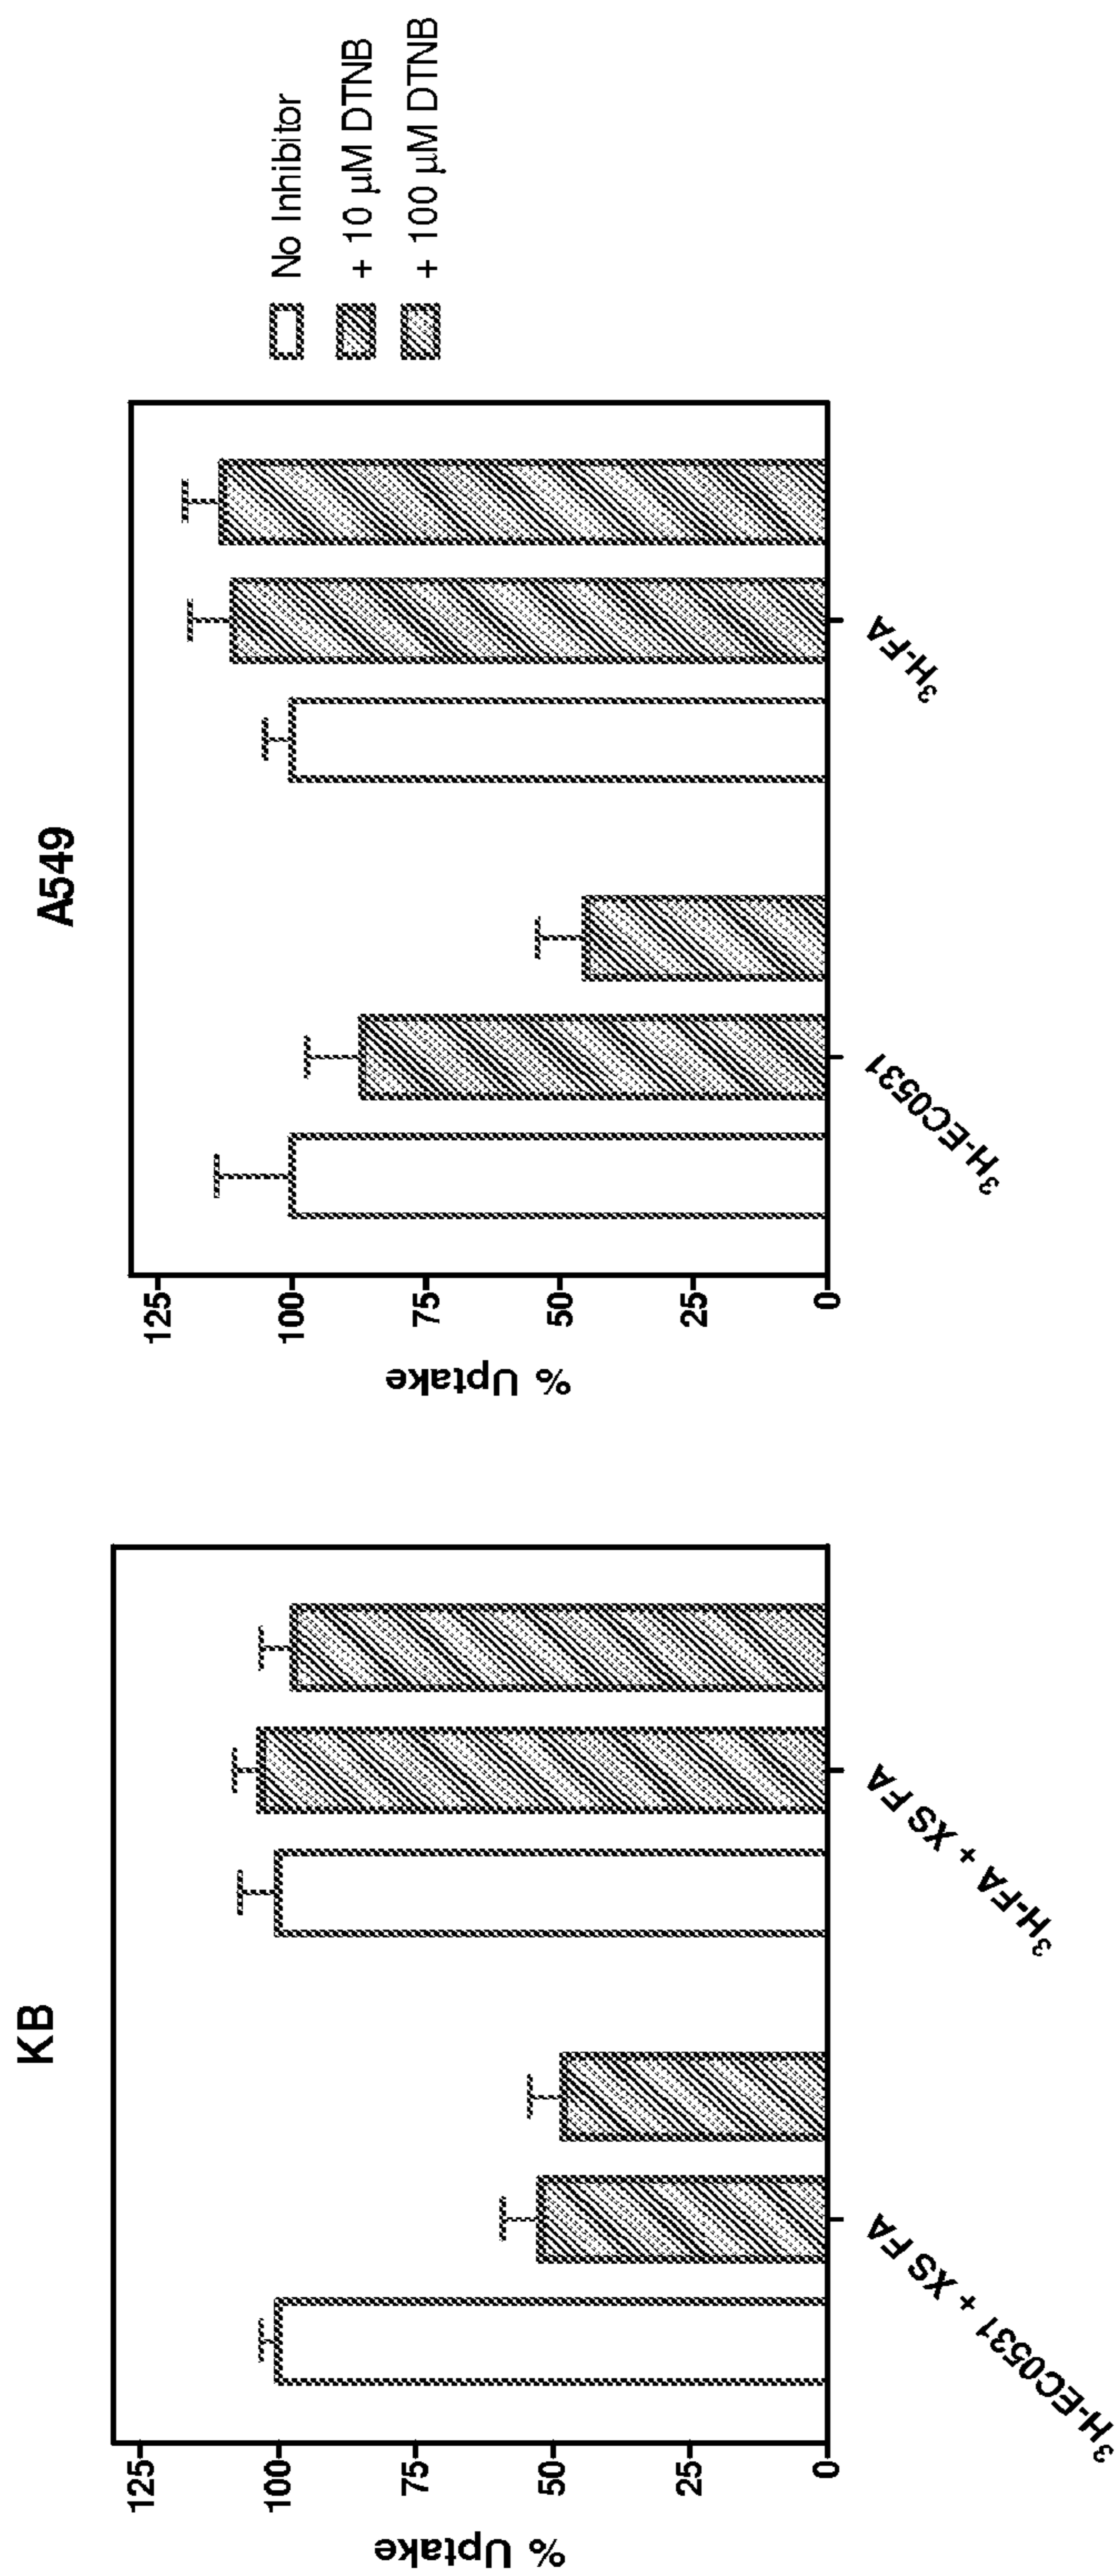 KB
% Uptake
125
100
75
50
25
0
³H-EC0531 + XS FA
³H-FA + XS FA
A549
% Uptake
125
100
75
50
25
0
³H-EC0531
³H-FA
No Inhibitor
+ 10 μM DTNB
+ 100 μM DTNB